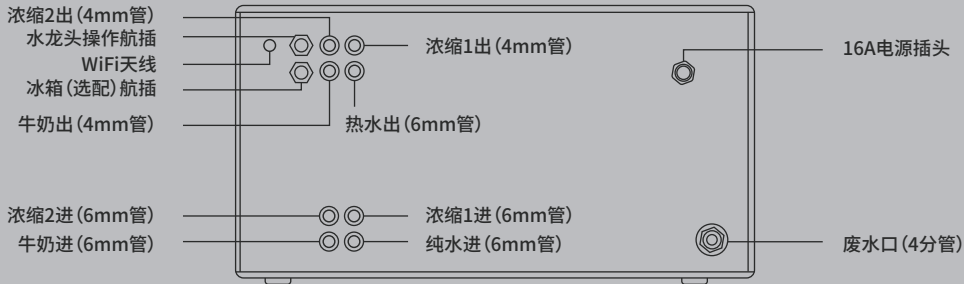 浓缩2出(4mm管)
水龙头操作航插
WiFi天线
冰箱(选配)航插
牛奶出(4mm管)
浓缩1出(4mm管)
热水出(6mm管)
16A电源插头
浓缩2进(6mm管)
牛奶进(6mm管)
浓缩1进(6mm管)
纯水进(6mm管)
废水口(4分管)